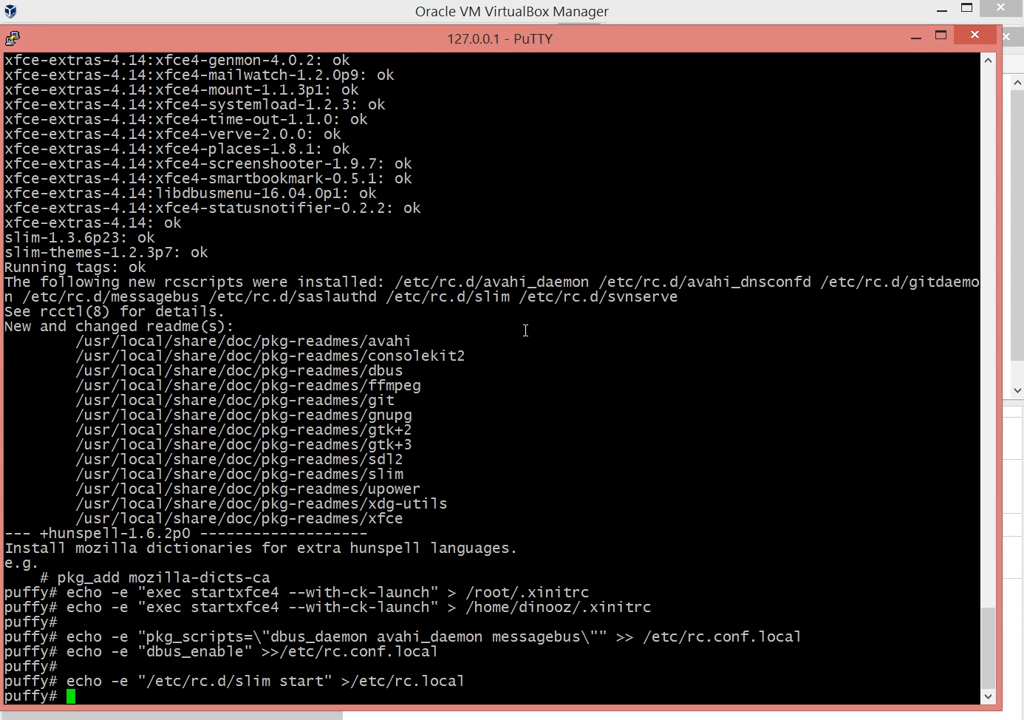 Oracle VM VirtualBox Manager
127.0.0.1 - PuTTY
xfce-extras-4.14:xfce4-genmon-4.0.2: ok
xfce-extras-4.14:xfce4-mailwatch-1.2.0p9: ok
xfce-extras-4.14:xfce4-mount-1.1.3p1: ok
xfce-extras-4.14:xfce4-systemload-1.2.3: ok
xfce-extras-4.14:xfce4-time-out-1.1.0: ok
xfce-extras-4.14:xfce4-verve-2.0.0: ok
xfce-extras-4.14:xfce4-places-1.8.1: ok
xfce-extras-4.14:xfce4-screenshooter-1.9.7: ok
xfce-extras-4.14:xfce4-smartbookmark-0.5.1: ok
xfce-extras-4.14:libdbusmenu-16.04.0p1: ok
xfce-extras-4.14:xfce4-statusnotifier-0.2.2: ok
xfce-extras-4.14: ok
slim-1.3.6p23: ok
slim-themes-1.2.3p7: ok
Running tags: ok
The following new rcscripts were installed: /etc/rc.d/avahi_daemon /etc/rc.d/avahi_dnsconfd /etc/rc.d/gitdaemo
n /etc/rc.d/messagebus /etc/rc.d/saslauthd /etc/rc.d/slim /etc/rc.d/svnserve
See rcctl(8) for details.
New and changed readme(s):
/usr/local/share/doc/pkg-readmes/avahi
/usr/local/share/doc/pkg-readmes/consolekit2
/usr/local/share/doc/pkg-readmes/dbus
/usr/local/share/doc/pkg-readmes/ffmpeg
/usr/local/share/doc/pkg-readmes/git
/usr/local/share/doc/pkg-readmes/gnupg
/usr/local/share/doc/pkg-readmes/gtk+2
/usr/local/share/doc/pkg-readmes/gtk+3
/usr/local/share/doc/pkg-readmes/sdl2
/usr/local/share/doc/pkg-readmes/slim
/usr/local/share/doc/pkg-readmes/upower
/usr/local/share/doc/pkg-readmes/xdg-utils
/usr/local/share/doc/pkg-readmes/xfce
--- +hunspell-1.6.2p0 -------------------
Install mozilla dictionaries for extra hunspell languages.
e.g.
# pkg_add mozilla-dicts-ca
puffy# echo -e "exec startxfce4 --with-ck-launch" > /root/.xinitrc
puffy# echo -e "exec startxfce4 --with-ck-launch" > /home/dinooz/.xinitrc
puffy#
puffy# echo -e "pkg_scripts=\"dbus_daemon avahi_daemon messagebus\"" >> /etc/rc.conf.local
puffy# echo -e "dbus_enable" >>/etc/rc.conf.local
puffy#
puffy# echo -e "/etc/rc.d/slim start" >/etc/rc.local
puffy#